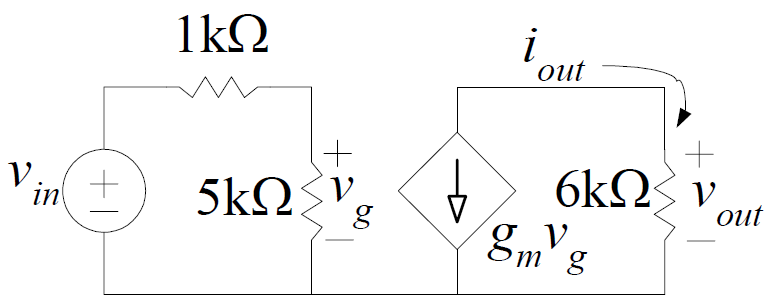 1kΩ
i_out
v_in
+
−
5kΩ
+
v_g
−
g_m v_g
6kΩ
+
v_out
−